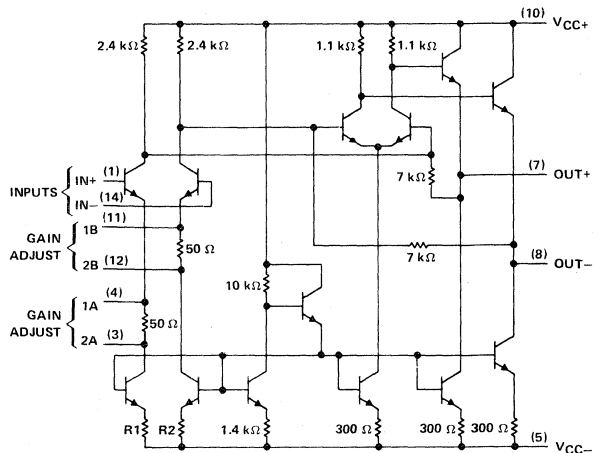 (10)
VCC+
2.4 kΩ
2.4 kΩ
1.1 kΩ
1.1 kΩ
INPUTS
IN+
(1)
IN−
(14)
(7)
OUT+
7 kΩ
GAIN
ADJUST
1B
(11)
50 Ω
2B
(12)
7 kΩ
(8)
OUT−
10 kΩ
GAIN
ADJUST
1A
(4)
50 Ω
2A
(3)
R1
R2
1.4 kΩ
300 Ω
300 Ω
300 Ω
(5)
VCC−